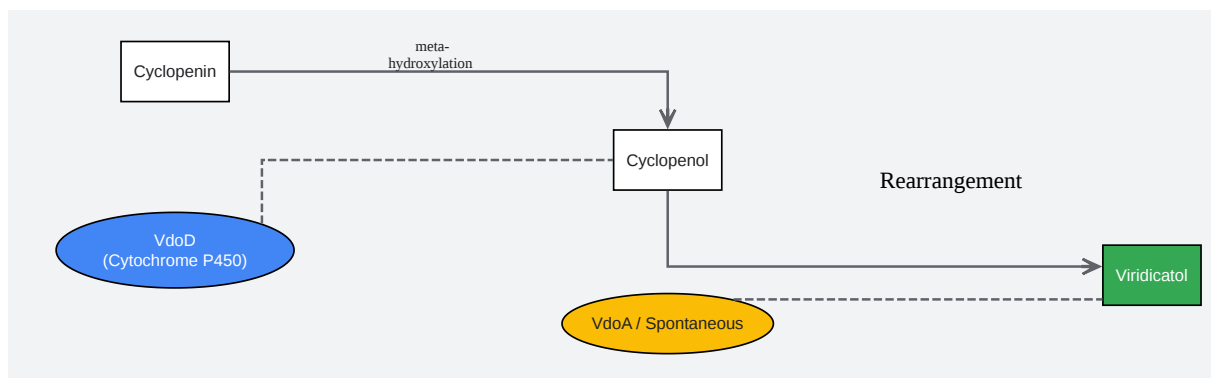 Cyclopenin
meta-
hydroxylation
Cyclopenol
Rearrangement
VdoD
(Cytochrome P450)
Viridicatol
VdoA / Spontaneous